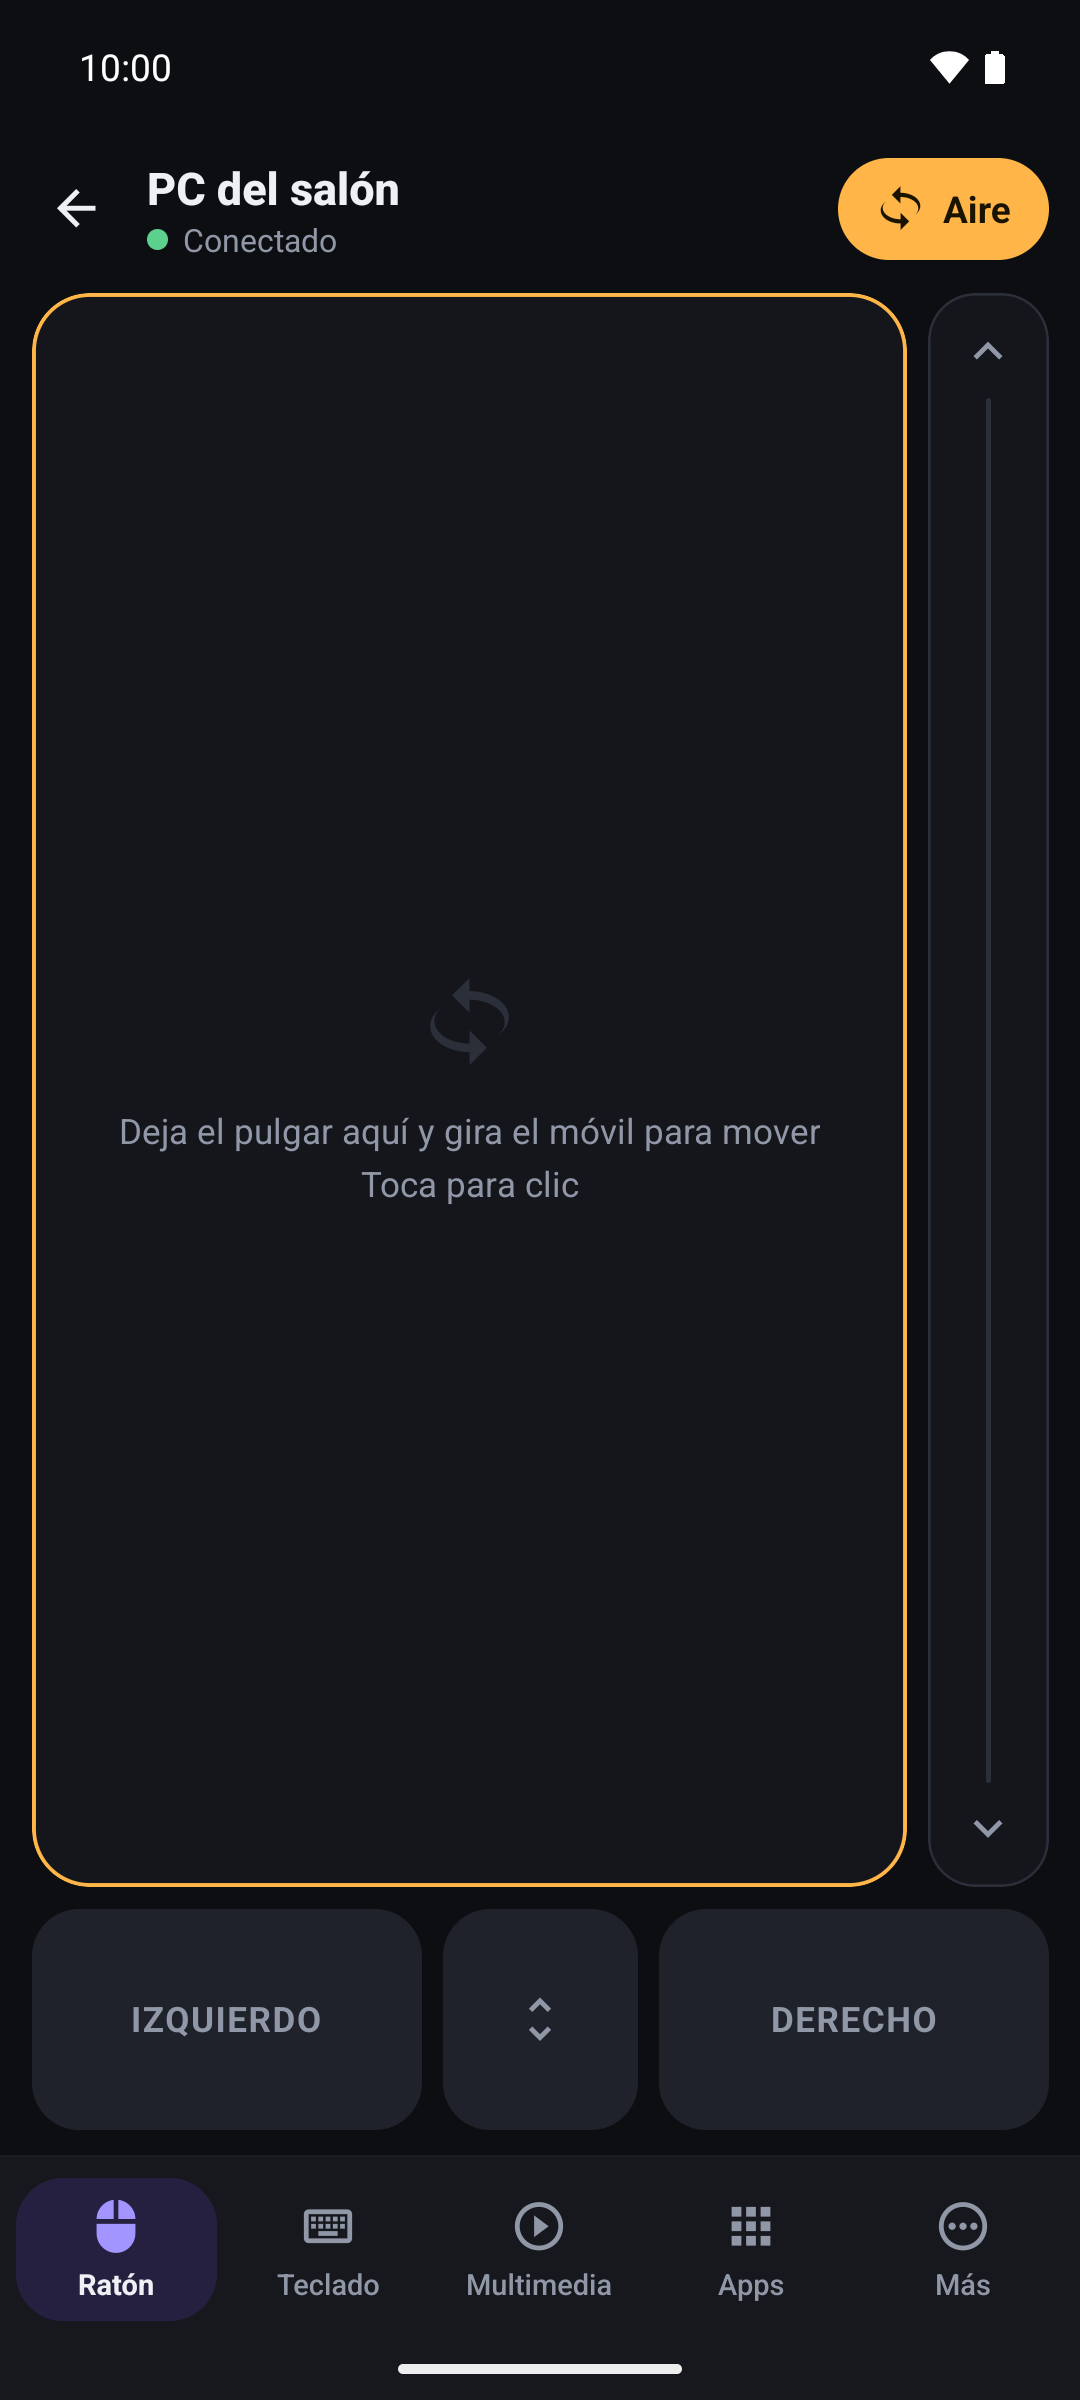 10:00
PC del salón
Conectado
Aire
Deja el pulgar aquí y gira el móvil para mover
Toca para clic
IZQUIERDO
DERECHO
Ratón
Teclado
Multimedia
Apps
Más